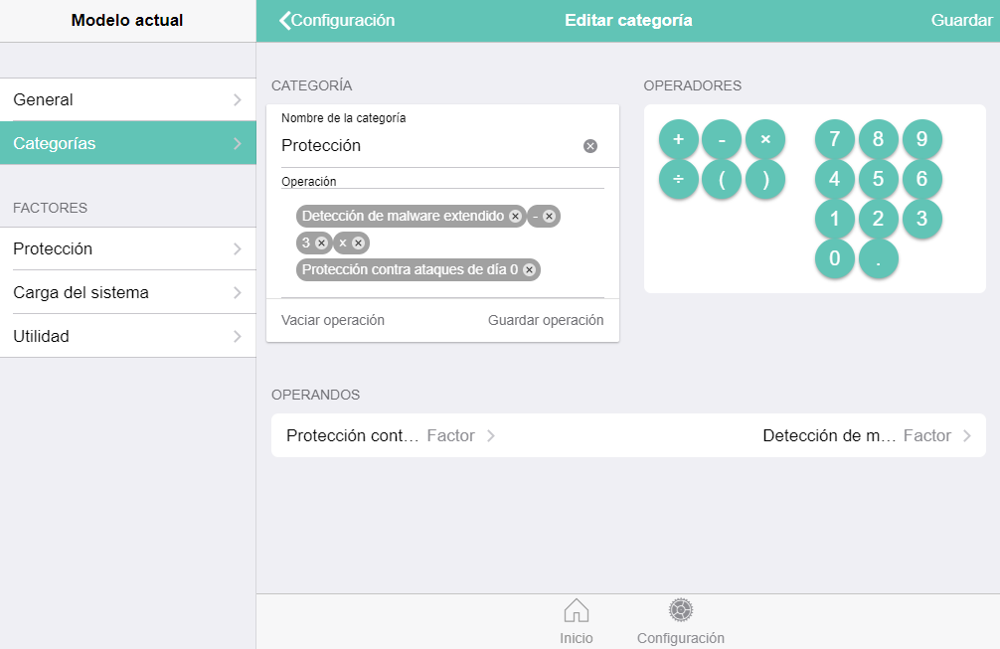 Modelo actual
Configuración
Editar categoría
Guardar
General
Categorías
FACTORES
Protección
Carga del sistema
Utilidad
CATEGORÍA
Nombre de la categoría
Protección
Operación
Detección de malware extendido -
3 x
Protección contra ataques de día 0
Vaciar operación
Guardar operación
OPERADORES
+ - × 7 8 9
÷ ( ) 4 5 6
1 2 3
0 .
OPERANDOS
Protección cont... Factor
Detección de m... Factor
Inicio
Configuración